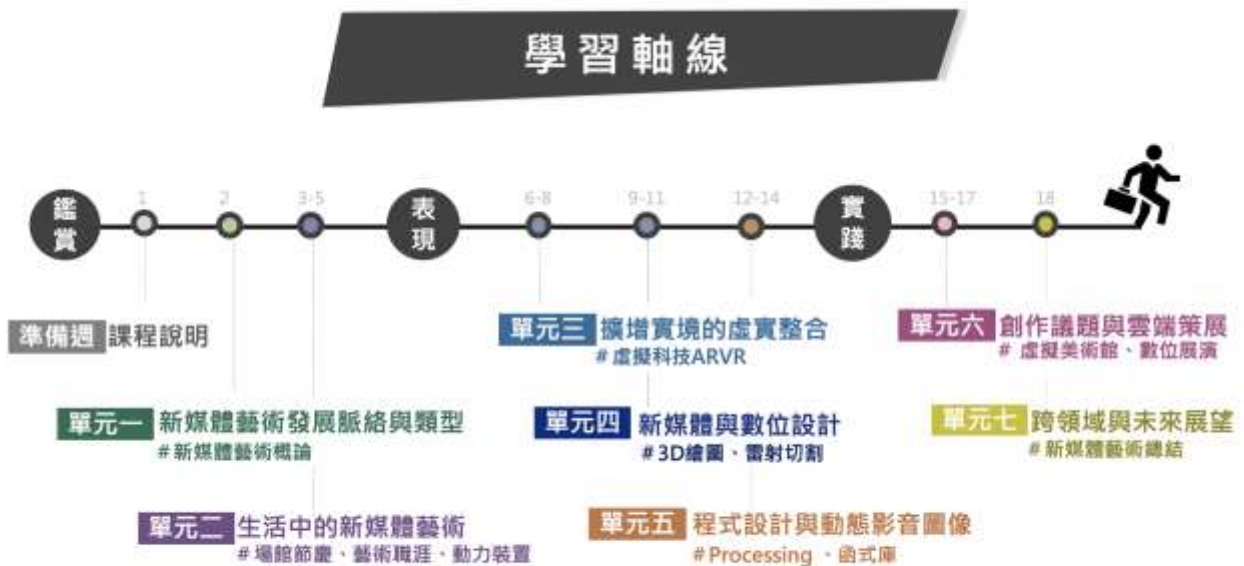 學習軸線
鑑賞
1
2
3-5
表現
6-8
9-11
12-14
實踐
15-17
18
準備週 課程說明
單元一 新媒體藝術發展脈絡與類型
#新媒體藝術概論
單元二 生活中的新媒體藝術
#場館節慶、藝術職涯、動力裝置
單元三 擴增實境的虛實整合
#虛擬科技ARVR
單元四 新媒體與數位設計
#3D繪圖、雷射切割
單元五 程式設計與動態影音圖像
#Processing、函式庫
單元六 創作議題與雲端策展
# 虛擬美術館、數位展演
單元七 跨領域與未來展望
#新媒體藝術總結